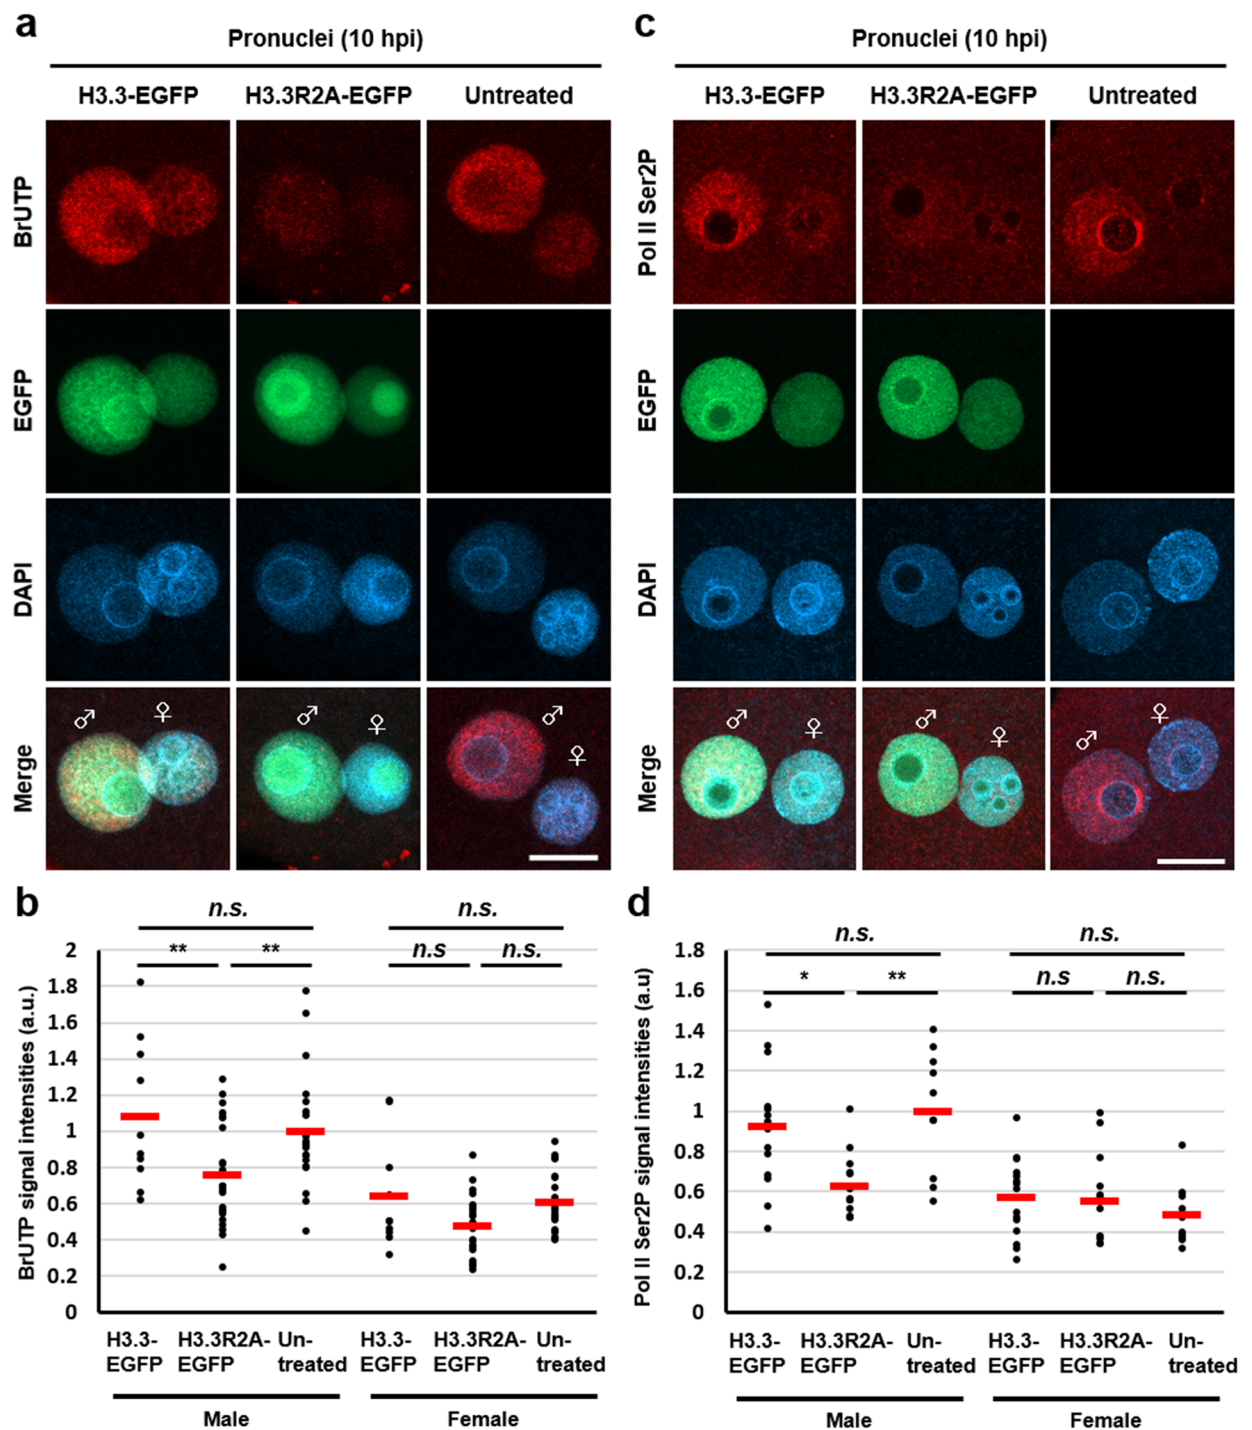 a
Pronuclei (10 hpi)
H3.3-EGFP H3.3R2A-EGFP Untreated
BrUTP
EGFP
DAPI
Merge
♂ ♀ ♂ ♀ ♂ ♀
c
Pronuclei (10 hpi)
H3.3-EGFP H3.3R2A-EGFP Untreated
Pol II Ser2P
EGFP
DAPI
Merge
♂ ♀ ♂ ♀ ♂ ♀
b
n.s. n.s.
** ** n.s n.s.
BrUTP signal intensities (a.u.)
2
1.8
1.6
1.4
1.2
1
0.8
0.6
0.4
0.2
0
H3.3- H3.3R2A- Un- H3.3- H3.3R2A- Un-
EGFP EGFP treated EGFP EGFP treated
Male Female
d
n.s. n.s.
* ** n.s n.s.
Pol II Ser2P signal intensities (a.u)
1.8
1.6
1.4
1.2
1
0.8
0.6
0.4
0.2
0
H3.3- H3.3R2A- Un- H3.3- H3.3R2A- Un-
EGFP EGFP treated EGFP EGFP treated
Male Female